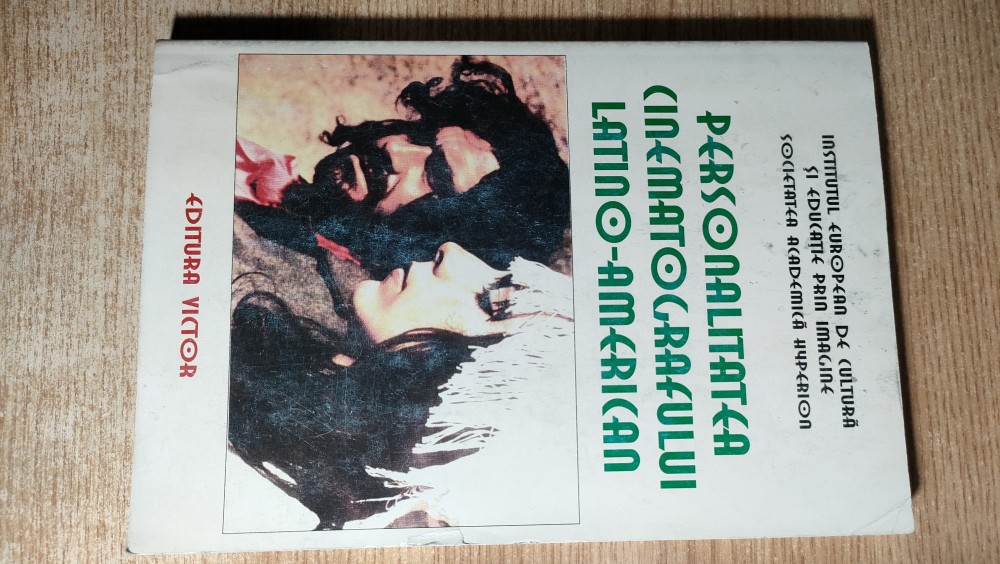 INSTITUTUL EUROPEAN DE CULTURĂ
ȘI EDUCAȚIE PRIN IMAGINE
SOCIETATEA ACADEMICĂ HYPERION
PERSONALITATEA
CINEMATOGRAFULUI
LATINO-AMERICAN
EDITURA VICTOR